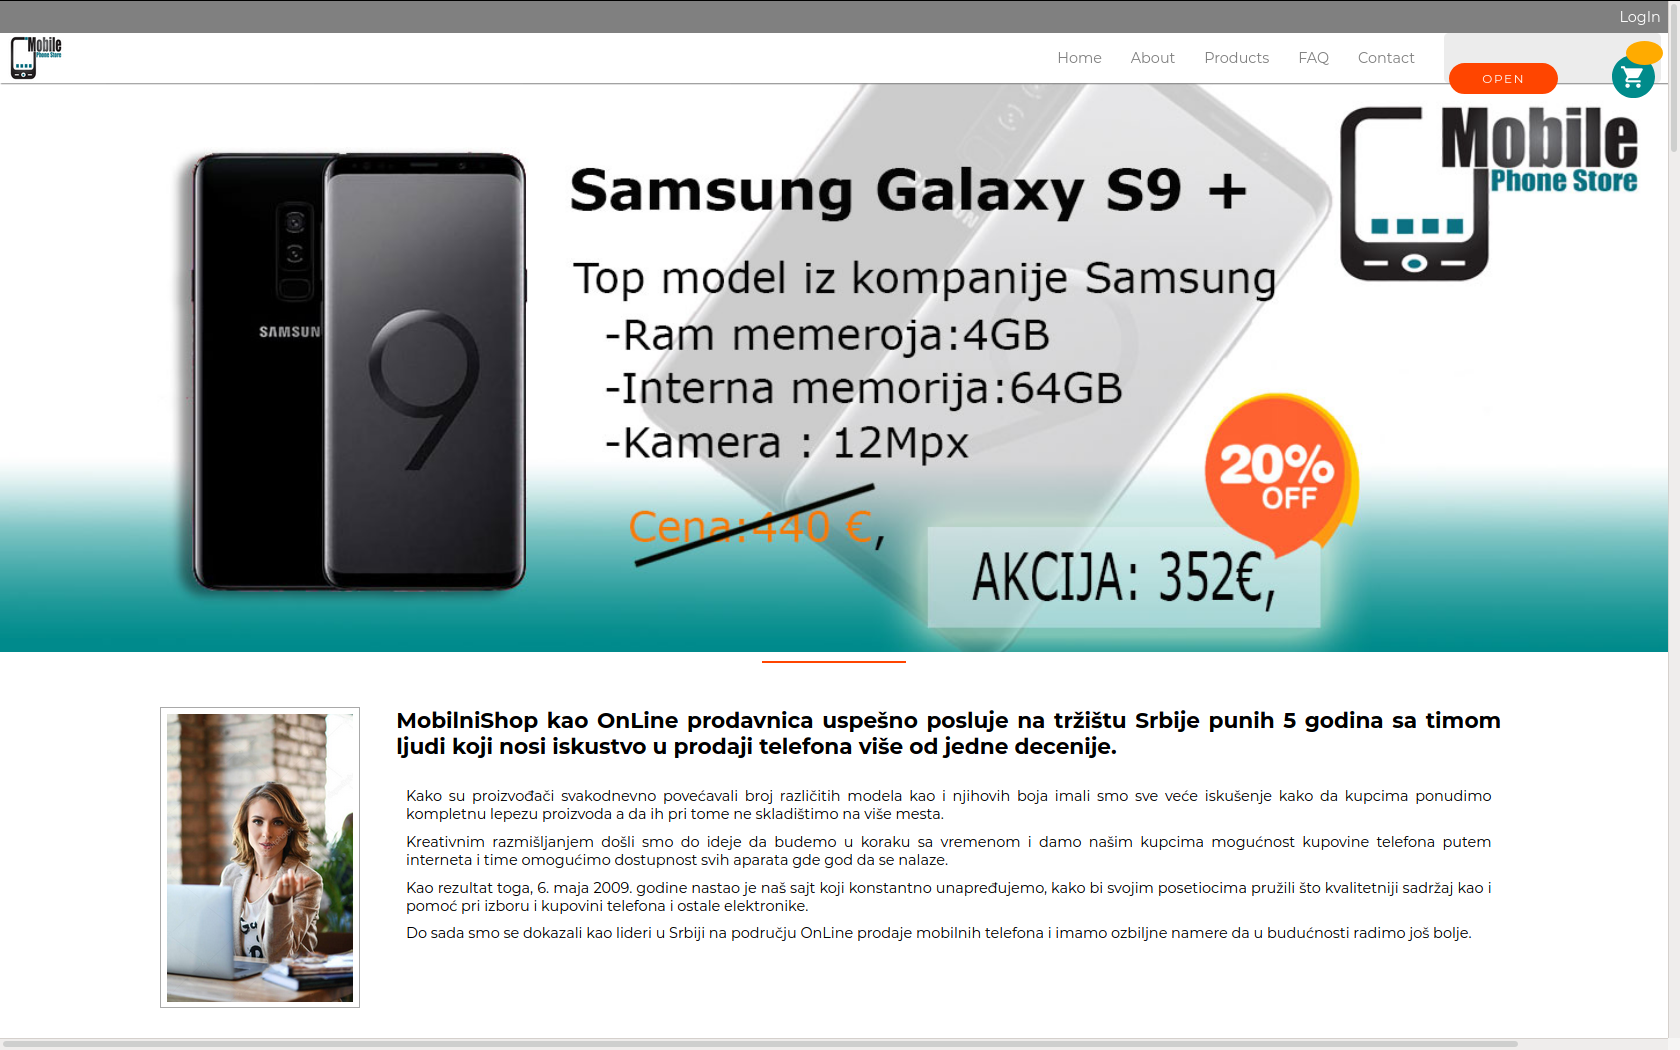 LogIn
Mobile
Phone Store
Home About Products FAQ Contact
OPEN
Mobile
Phone Store
Samsung Galaxy S9 +
Top model iz kompanije Samsung
-Ram memeroja:4GB
-Interna memorija:64GB
-Kamera : 12Mpx
SAMSUN
9
20%
OFF
Cena:440 €,
AKCIJA: 352€,
MobilniShop kao OnLine prodavnica uspešno posluje na tržištu Srbije punih 5 godina sa timom
ljudi koji nosi iskustvo u prodaji telefona više od jedne decenije.
Kako su proizvođači svakodnevno povećavali broj različitih modela kao i njihovih boja imali smo sve veće iskušenje kako da kupcima ponudimo
kompletnu lepezu proizvoda a da ih pri tome ne skladištimo na više mesta.
Kreativnim razmišljanjem došli smo do ideje da budemo u koraku sa vremenom i damo našim kupcima mogućnost kupovine telefona putem
interneta i time omogućimo dostupnost svih aparata gde god da se nalaze.
Kao rezultat toga, 6. maja 2009. godine nastao je naš sajt koji konstantno unapređujemo, kako bi svojim posetiocima pružili što kvalitetniji sadržaj kao i
pomoć pri izboru i kupovini telefona i ostale elektronike.
Do sada smo se dokazali kao lideri u Srbiji na području OnLine prodaje mobilnih telefona i imamo ozbiljne namere da u budućnosti radimo još bolje.